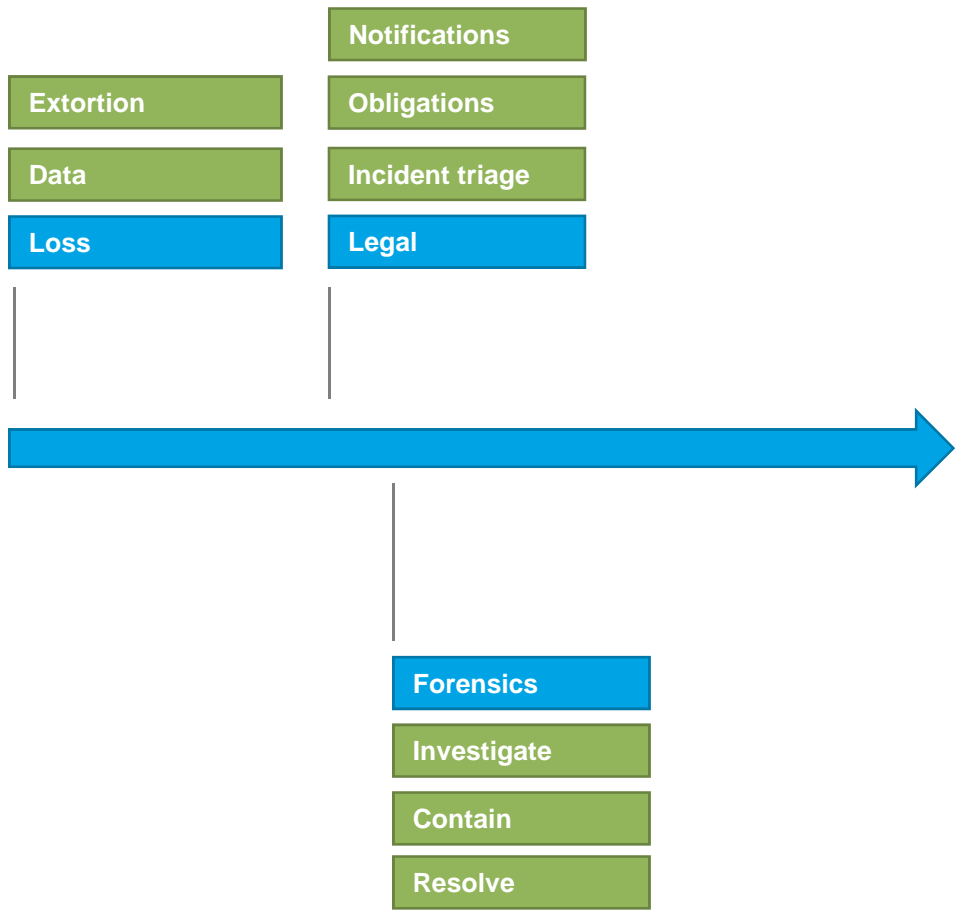 Notifications
Extortion
Obligations
Data
Incident triage
Loss
Legal
Forensics
Investigate
Contain
Resolve